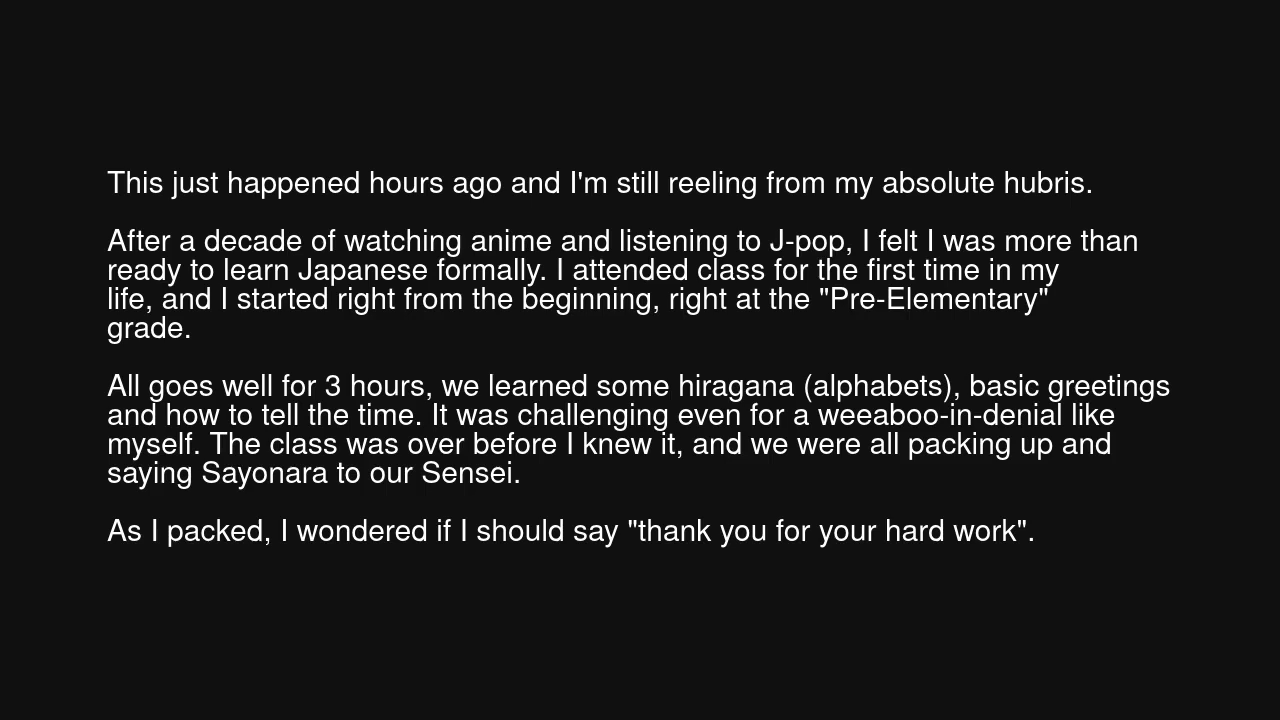 This just happened hours ago and I'm still reeling from my absolute hubris.
After a decade of watching anime and listening to J-pop, I felt I was more than
ready to learn Japanese formally. I attended class for the first time in my
life, and I started right from the beginning, right at the "Pre-Elementary"
grade.
All goes well for 3 hours, we learned some hiragana (alphabets), basic greetings
and how to tell the time. It was challenging even for a weeaboo-in-denial like
myself. The class was over before I knew it, and we were all packing up and
saying Sayonara to our Sensei.
As I packed, I wondered if I should say "thank you for your hard work".